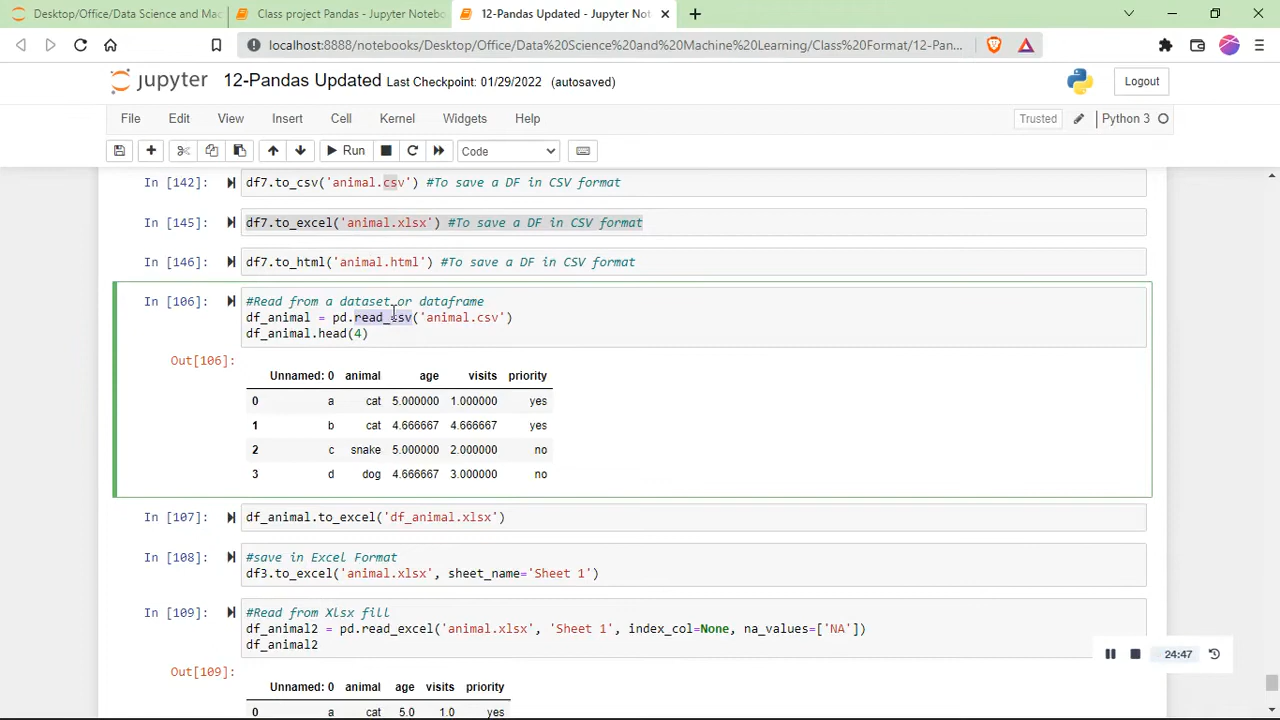 Desktop/Office/Data Science and Mac
Class project Pandas - Jupyter Notebo
12-Pandas Updated - Jupyter No
localhost:8888/notebooks/Desktop/Office/Data%20Science%20and%20Machine%20Learning/Class%20Format/12-Pan...
jupyter 12-Pandas Updated Last Checkpoint: 01/29/2022 (autosaved) Logout
File Edit View Insert Cell Kernel Widgets Help Trusted Python 3
Run Code
In [142]: df7.to_csv('animal.csv') #To save a DF in CSV format
In [145]: df7.to_excel('animal.xlsx') #To save a DF in CSV format
In [146]: df7.to_html('animal.html') #To save a DF in CSV format
In [106]: #Read from a dataset or dataframe
df_animal = pd.read_csv('animal.csv')
df_animal.head(4)
Out[106]:
Unnamed: 0 animal age visits priority
0 a cat 5.000000 1.000000 yes
1 b cat 4.666667 4.666667 yes
2 c snake 5.000000 2.000000 no
3 d dog 4.666667 3.000000 no
In [107]: df_animal.to_excel('df_animal.xlsx')
In [108]: #save in Excel Format
df3.to_excel('animal.xlsx', sheet_name='Sheet 1')
In [109]: #Read from Xlsx fill
df_animal2 = pd.read_excel('animal.xlsx', 'Sheet 1', index_col=None, na_values=['NA'])
df_animal2
24:47
Out[109]:
Unnamed: 0 animal age visits priority
0 a cat 5.0 1.0 yes